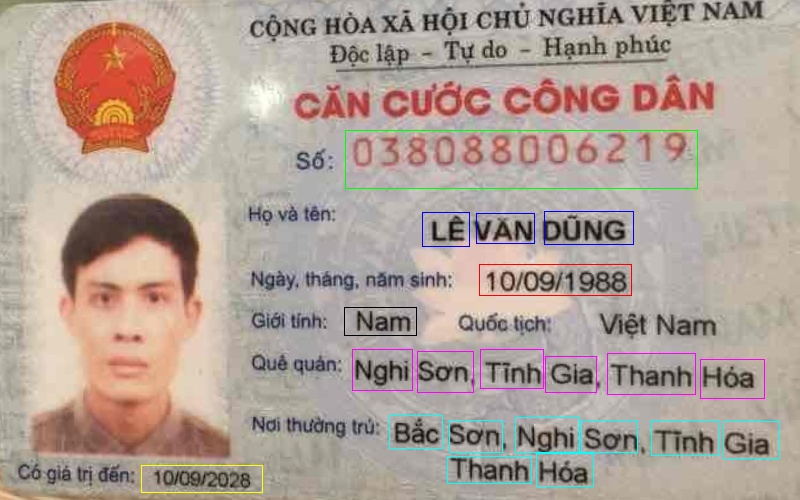 CỘNG HÒA XÃ HỘI CHỦ NGHĨA VIỆT NAM
Độc lập - Tự do - Hạnh phúc
CĂN CƯỚC CÔNG DÂN
Số: 038088006219
Họ và tên: LÊ VĂN DŨNG
Ngày, tháng, năm sinh: 10/09/1988
Giới tính: Nam Quốc tịch: Việt Nam
Quê quán: Nghi Sơn, Tĩnh Gia, Thanh Hóa
Nơi thường trú: Bắc Sơn, Nghi Sơn, Tĩnh Gia
Thanh Hóa
Có giá trị đến: 10/09/2028